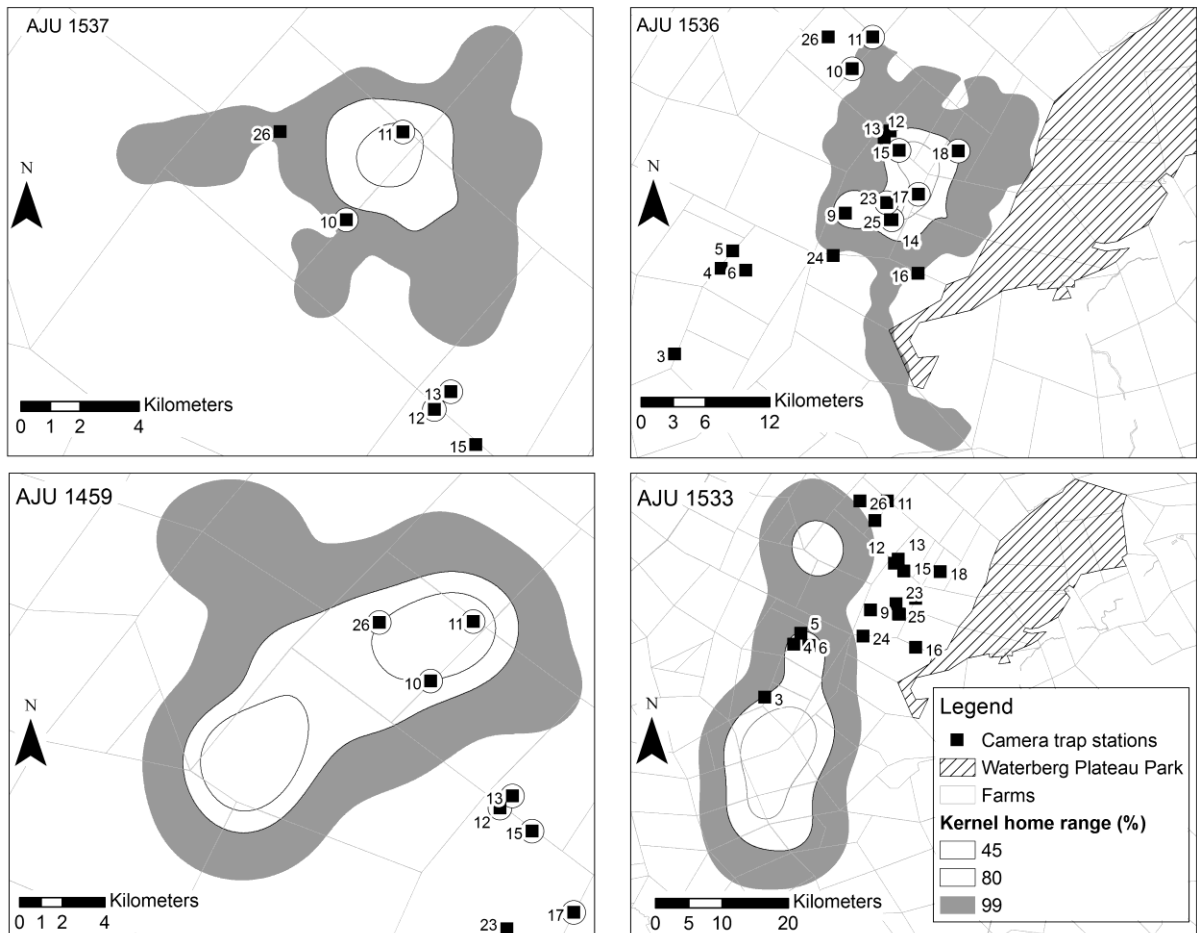 AJU 1537
26
11
N
10
13
12
15
Kilometers
0 1 2 4
AJU 1536
26
11
10
12
13
15
18
N
23
17
9
25
14
5
24
4
6
16
3
Kilometers
0 3 6 12
AJU 1459
26
11
10
N
13
12
15
Kilometers
0 1 2 4
17
23
AJU 1533
26
11
12
13
15
18
23
9
25
5
24
4
6
16
3
N
Kilometers
0 5 10 20
Legend
Camera trap stations
Waterberg Plateau Park
Farms
Kernel home range (%)
45
80
99